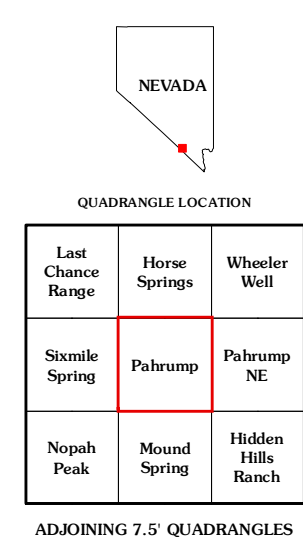 NEVADA
QUADRANGLE LOCATION
Last
Chance
Range
Horse
Springs
Wheeler
Well
Sixmile
Spring
Pahrump
Pahrump
NE
Nopah
Peak
Mound
Spring
Hidden
Hills
Ranch
ADJOINING 7.5' QUADRANGLES